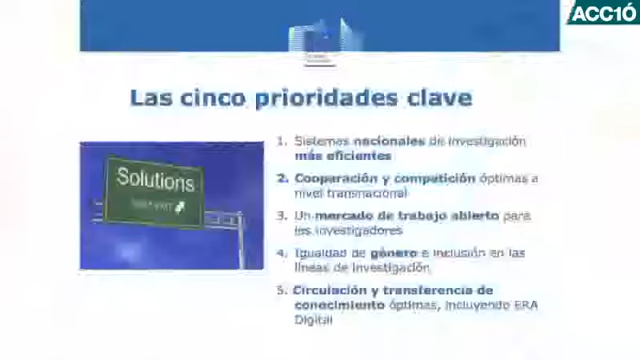 ACC1Ó
Las cinco prioridades clave
Solutions
1. Sistemas nacionales de investigación
más eficientes
2. Cooperación y competición óptimas a
nivel transnacional
3. Un mercado de trabajo abierto para
los investigadores
4. Igualdad de género e inclusión en las
líneas de investigación
5. Circulación y transferencia de
conocimiento óptimas, incluyendo ERA
Digital